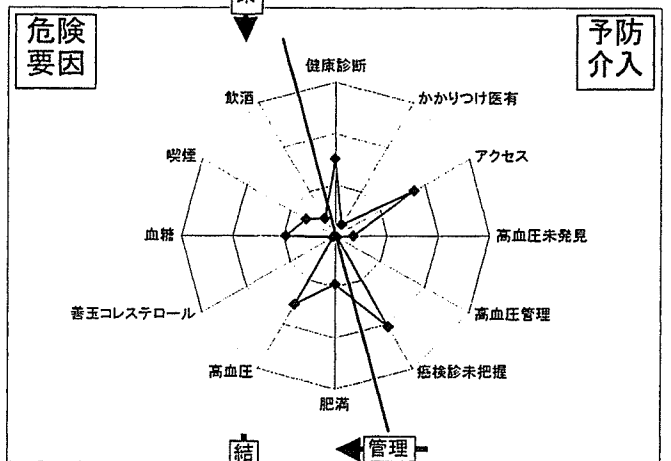 危険
要因
予防
介入
健康診断
飲酒
かかりつけ医有
喫煙
アクセス
血糖
高血圧未発見
善玉コレステロール
高血圧管理
高血圧
癌検診未把握
肥満
結
管理